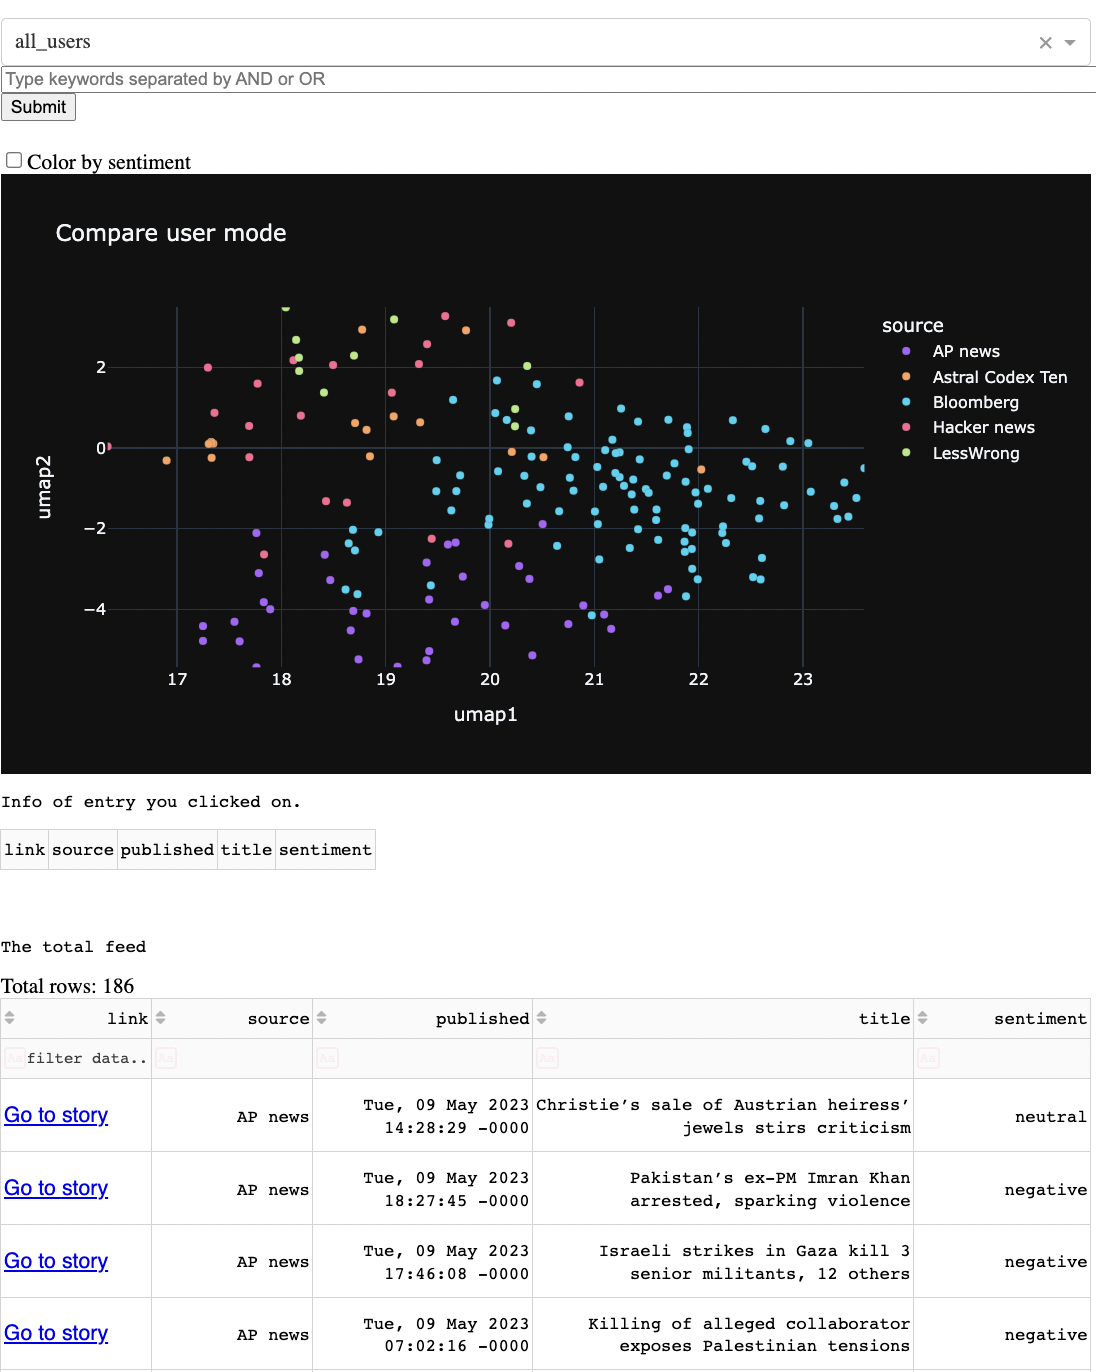 all_users
Type keywords separated by AND or OR
Submit
Color by sentiment
Compare user mode
source
AP news
Astral Codex Ten
Bloomberg
Hacker news
LessWrong
umap2
2
0
−2
−4
17 18 19 20 21 22 23
umap1
Info of entry you clicked on.
link source published title sentiment
The total feed
Total rows: 186
link source published title sentiment
Aa filter data.. Aa Aa Aa Aa
Go to story AP news Tue, 09 May 2023 14:28:29 -0000 Christie’s sale of Austrian heiress’ jewels stirs criticism neutral
Go to story AP news Tue, 09 May 2023 18:27:45 -0000 Pakistan’s ex-PM Imran Khan arrested, sparking violence negative
Go to story AP news Tue, 09 May 2023 17:46:08 -0000 Israeli strikes in Gaza kill 3 senior militants, 12 others negative
Go to story AP news Tue, 09 May 2023 07:02:16 -0000 Killing of alleged collaborator exposes Palestinian tensions negative